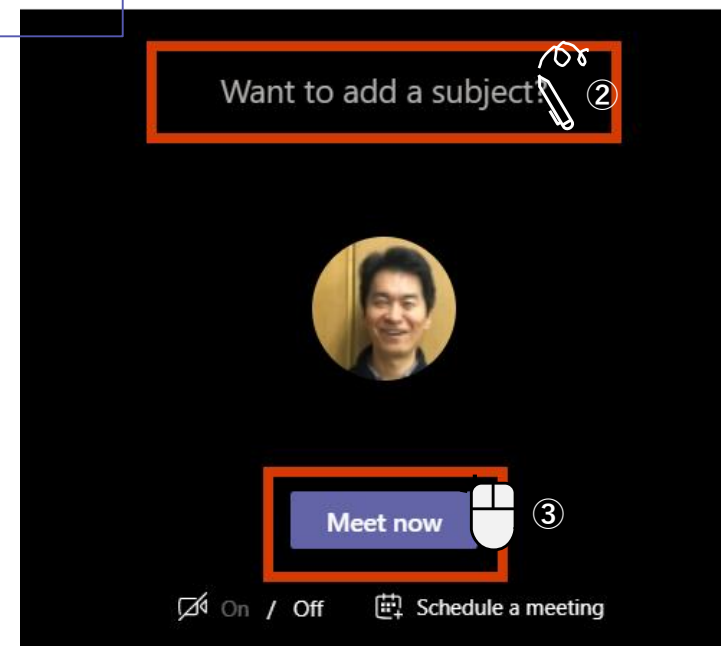 Want to add a subject? ②
Meet now ③
On / Off Schedule a meeting